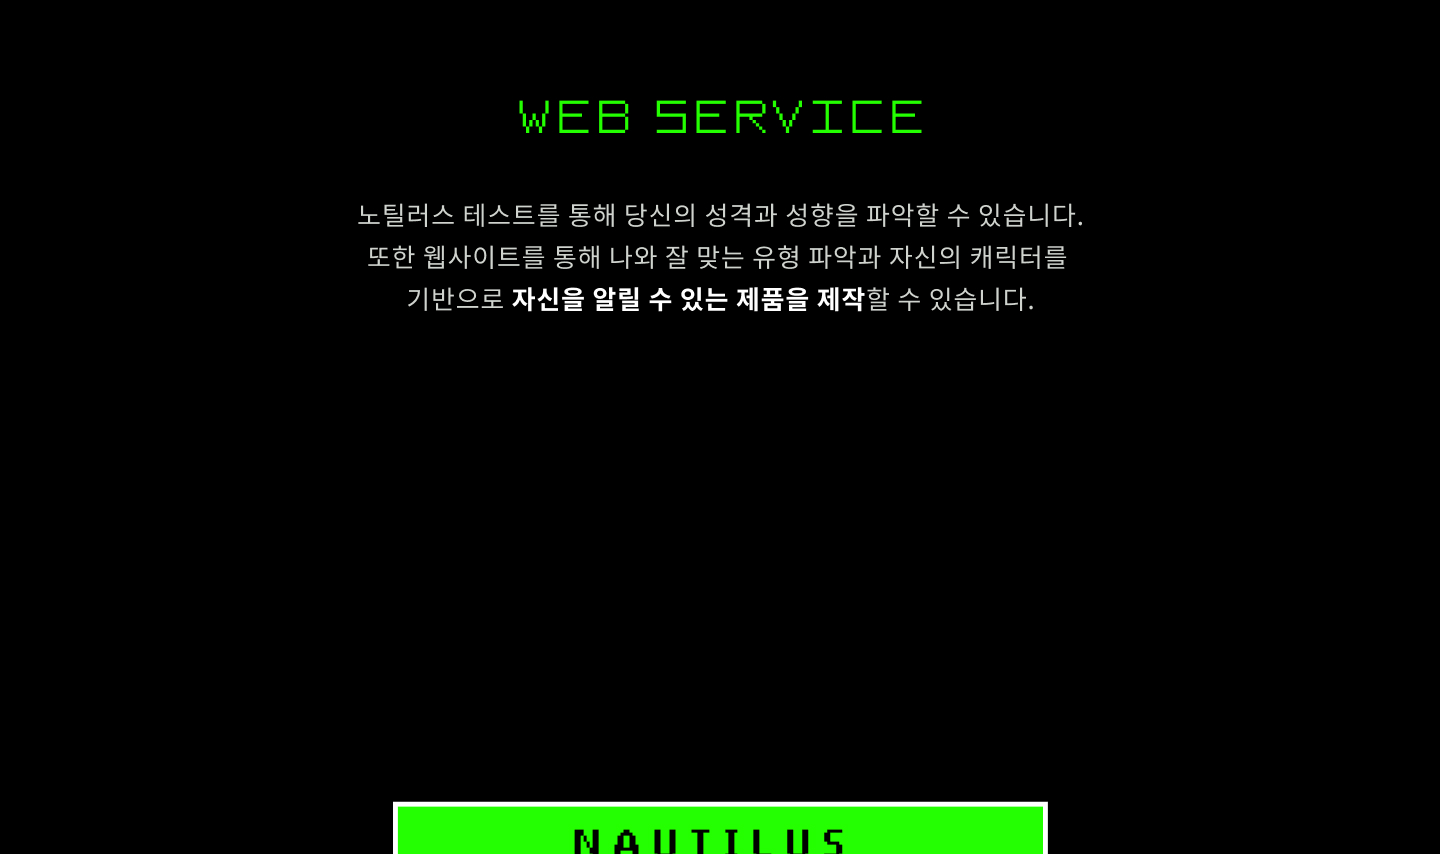 WEB SERVICE
노틸러스 테스트를 통해 당신의 성격과 성향을 파악할 수 있습니다.
또한 웹사이트를 통해 나와 잘 맞는 유형 파악과 자신의 캐릭터를
기반으로 자신을 알릴 수 있는 제품을 제작할 수 있습니다.
NAUTILUS